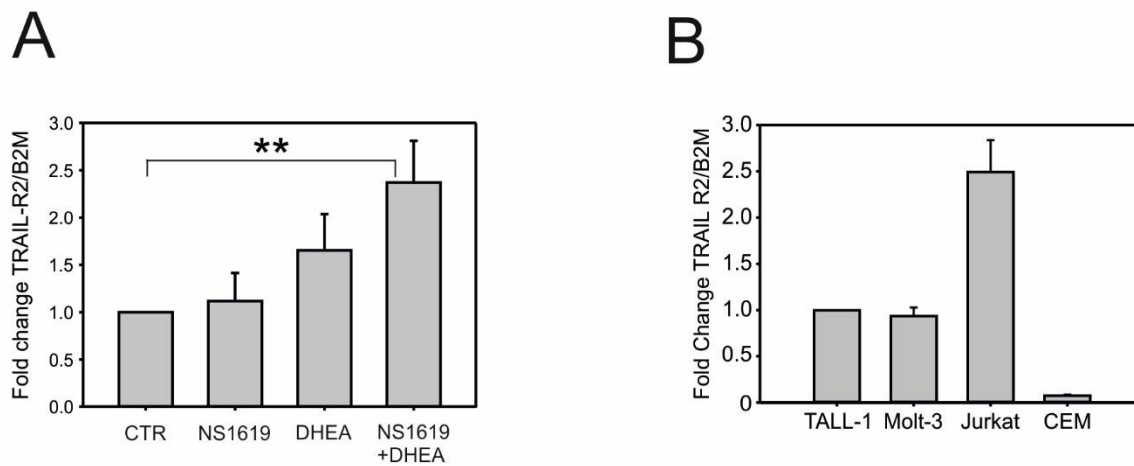 A
Fold change TRAIL-R2/B2M
3.0
2.5
2.0
1.5
1.0
0.5
0.0
**
CTR
NS1619
DHEA
NS1619
+DHEA
B
Fold Change TRAIL R2/B2M
3.0
2.5
2.0
1.5
1.0
0.5
0
TALL-1
Molt-3
Jurkat
CEM